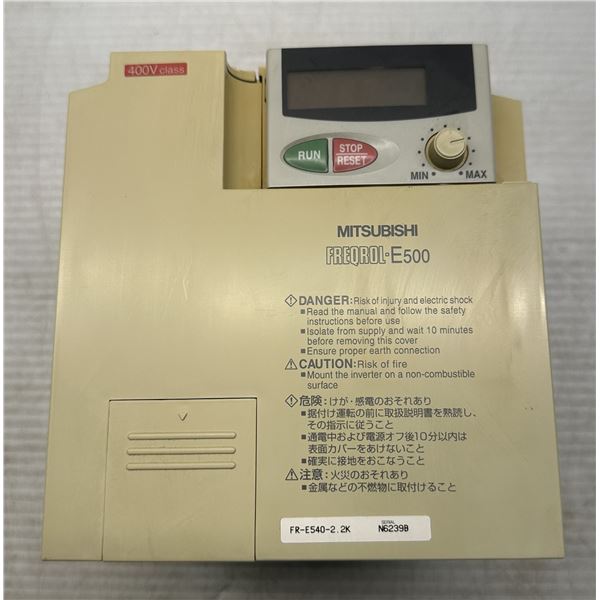 400V class
RUN
STOP
RESET
MIN MAX
MITSUBISHI
FREQROL-E500
DANGER: Risk of injury and electric shock
■Read the manual and follow the safety
instructions before use
■Isolate from supply and wait 10 minutes
before removing this cover
■Ensure proper earth connection
CAUTION: Risk of fire
■Mount the inverter on a non-combustible
surface
危険:けが・感電のおそれあり
■据付け運転の前に取扱説明書を熟読し、
その指示に従うこと
■通電中および電源オフ後10分以内は
表面カバーをあけないこと
■確実に接地をおこなうこと
注意:火災のおそれあり
■金属などの不燃物に取付けること
SERIAL
FR-E540-2.2K N6239B